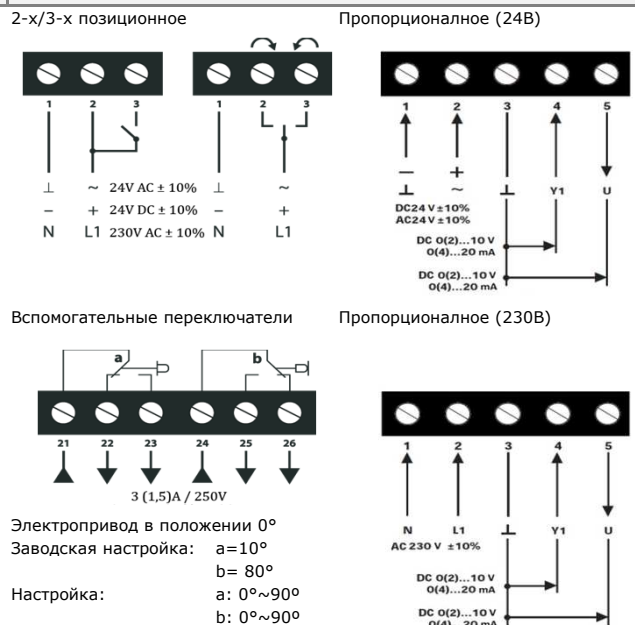 2-х/3-х позиционное
1 2 3
⊥ ~ 24V AC ± 10% ⊥ ~
– + 24V DC ± 10% – +
N L1 230V AC ± 10% N L1
1 2 3
Пропорционалное (24В)
1 2 3 4 5
– +
⊥ ~ ⊥ Y1 U
DC24 V ±10%
AC24 V ±10%
DC 0(2)...10 V
0(4)...20 mA
DC 0(2)...10 V
0(4)...20 mA
Вспомогательные переключатели
a b
21 22 23 24 25 26
3 (1,5)A / 250V
Электропривод в положении 0°
Заводская настройка: a=10°
b= 80°
Настройка: a: 0°~90º
b: 0°~90º
Пропорционалное (230В)
1 2 3 4 5
N L1 ⊥ Y1 U
AC 230 V ±10%
DC 0(2)...10 V
0(4)...20 mA
DC 0(2)...10 V
0(4)...20 mA